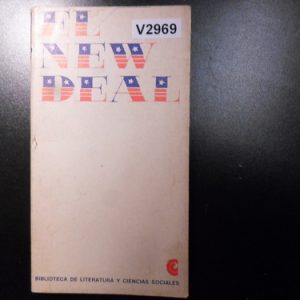 EL
V2969
NEW
DEAL
BIBLIOTECA DE LITERATURA Y CIENCIAS SOCIALES